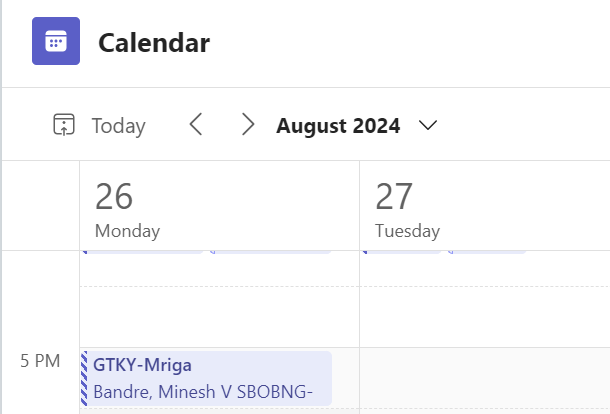 Calendar
Today
August 2024
26
Monday
27
Tuesday
5 PM
GTKY-Mriga
Bandre, Minesh V SBOBNG-